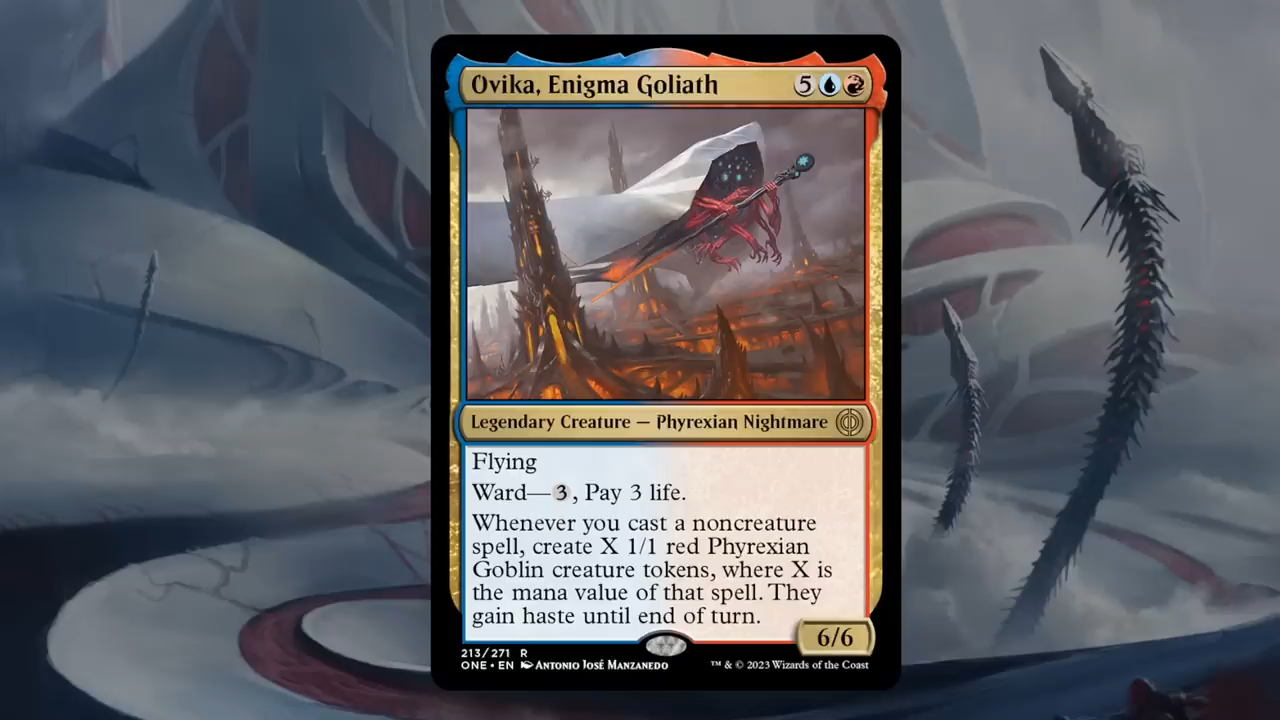 Ovika, Enigma Goliath 5
Legendary Creature — Phyrexian Nightmare
Flying
Ward—3, Pay 3 life.
Whenever you cast a noncreature
spell, create X 1/1 red Phyrexian
Goblin creature tokens, where X is
the mana value of that spell. They
gain haste until end of turn.
6/6
213/271 R
ONE • EN Antonio José Manzanedo ™ & © 2023 Wizards of the Coast